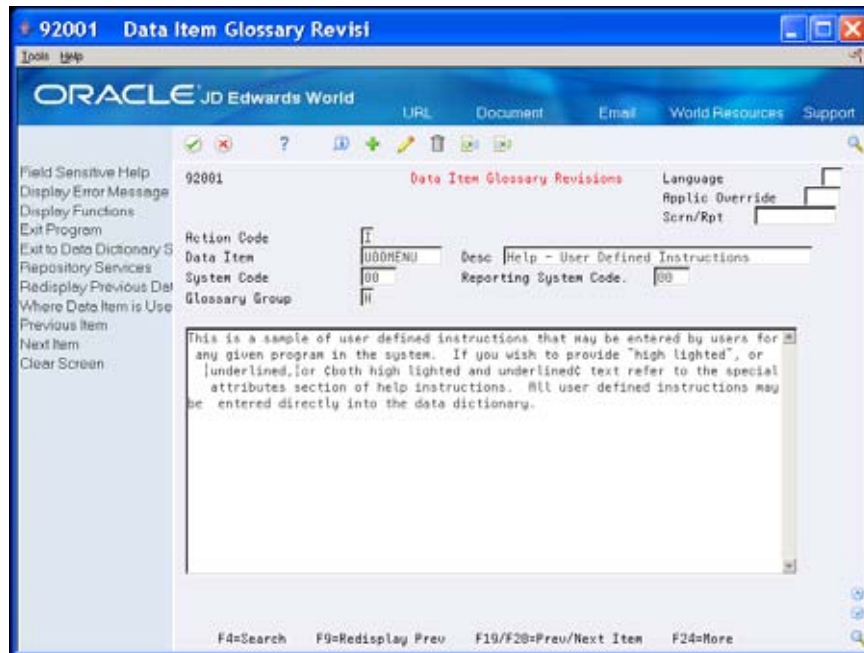 92001 Data Item Glossary Revisi
Tools Help
ORACLE JD Edwards World
URL Document Email World Resources Support
Field Sensitive Help
Display Error Message
Display Functions
Exit Program
Exit to Data Dictionary S
Repository Services
Redisplay Previous Dat
Where Data Item is Use
Previous Item
Next Item
Clear Screen
92001 Data Item Glossary Revisions Language
Applic Override
Scrn/Rpt
Action Code I
Data Item U00MENU Desc Help - User Defined Instructions
System Code 00 Reporting System Code. 00
Glossary Group H
This is a sample of user defined instructions that may be entered by users for
any given program in the system. If you wish to provide "high lighted", or
|underlined,|or ¢both high lighted and underlined¢ text refer to the special
attributes section of help instructions. All user defined instructions may
be entered directly into the data dictionary.
F4=Search F9=Redisplay Prev F19/F20=Prev/Next Item F24=More